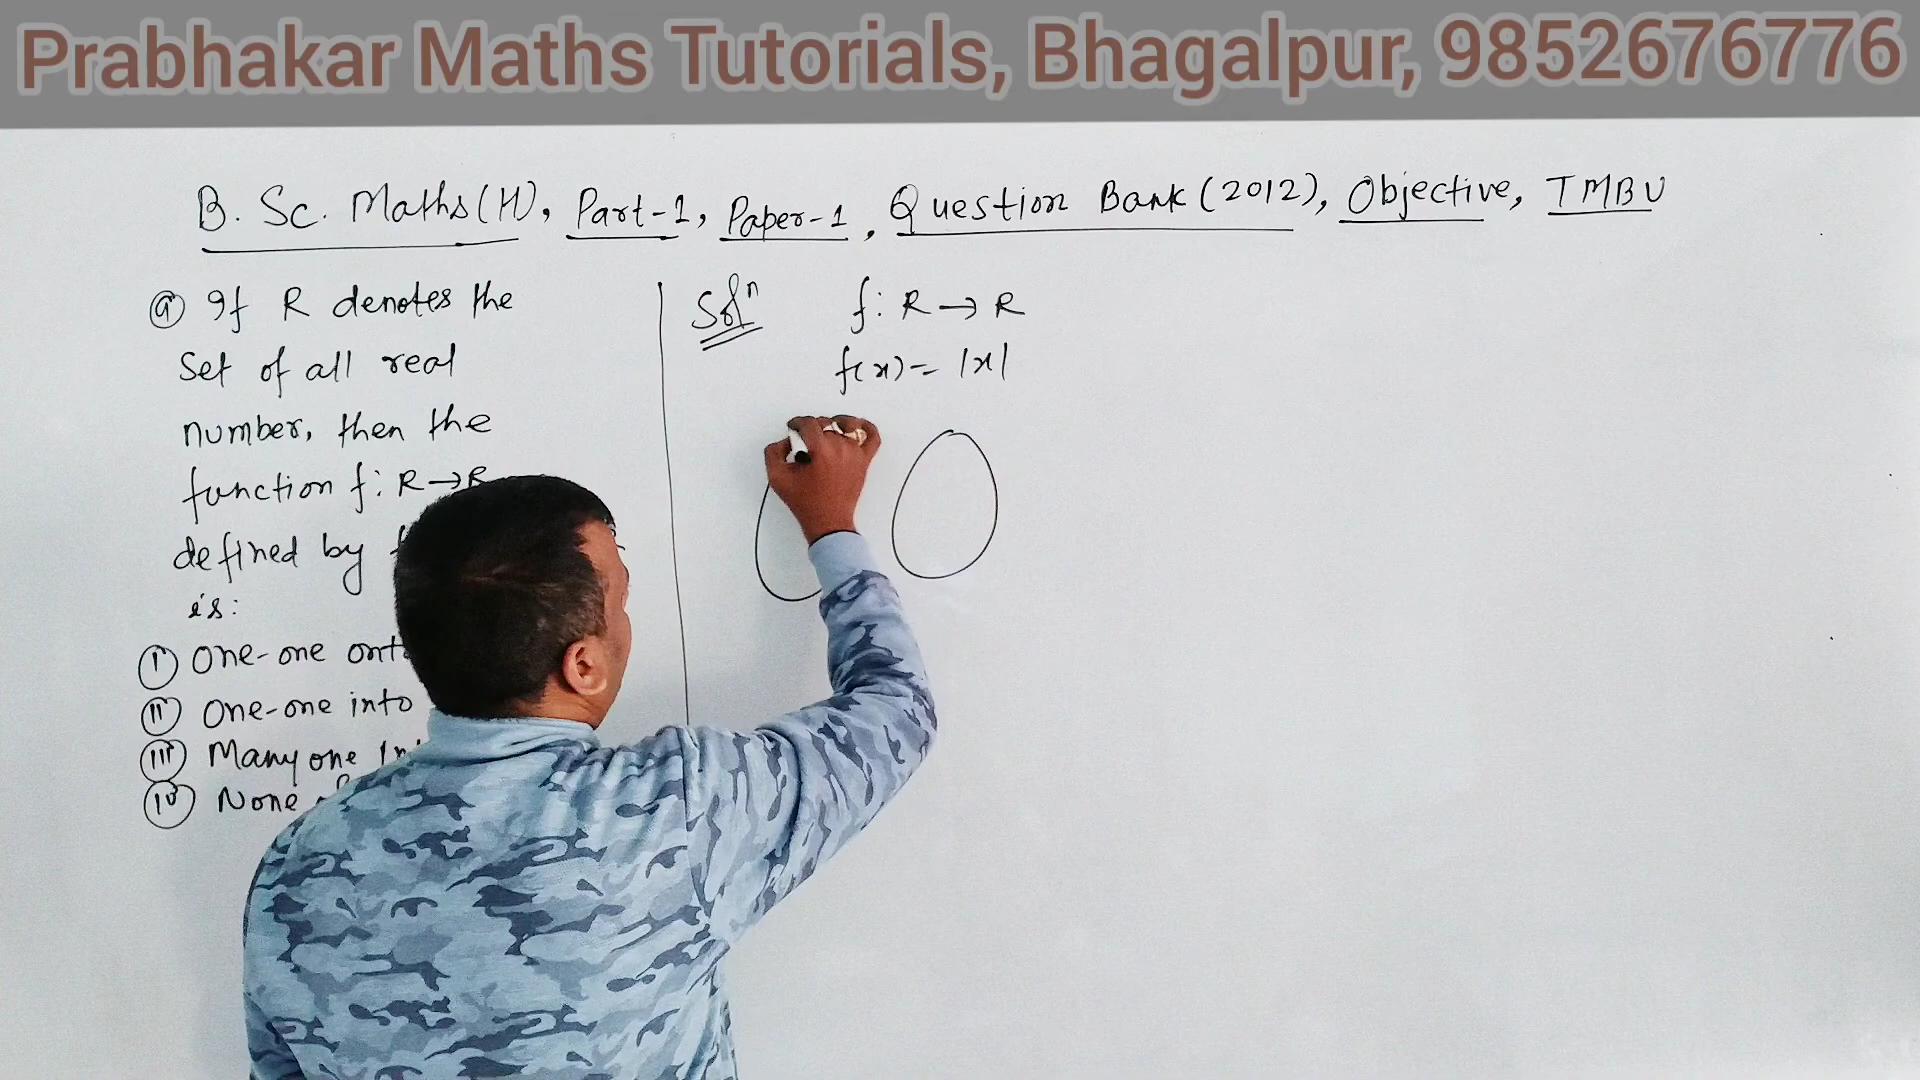 Prabhakar Maths Tutorials, Bhagalpur, 9852676776
B. Sc. Maths(H), Part-1, Paper-1, Question Bank (2012), Objective, TMBU
(a) If R denotes the
set of all real
number, then the
function f: R→R
defined by
is:
(i) One-one onto
(ii) One-one into
(iii) Many one
(iv) None
Solⁿ f: R → R
f(x) = |x|